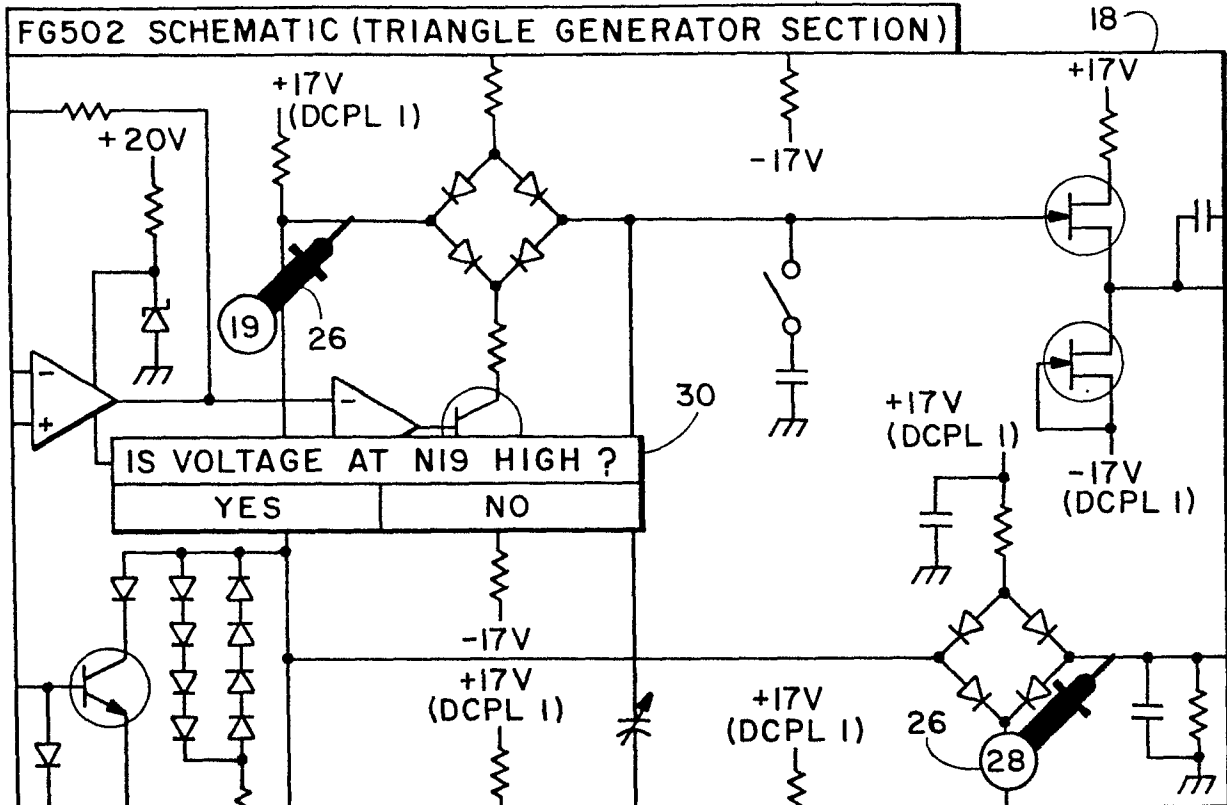 FG502 SCHEMATIC (TRIANGLE GENERATOR SECTION)
18
+17V
(DCPL 1)
+17V
+20V
-17V
19
26
-
+
-
30
+17V
(DCPL 1)
IS VOLTAGE AT N19 HIGH ?
YES
NO
-17V
(DCPL 1)
-17V
+17V
(DCPL 1)
+17V
(DCPL 1)
26
28